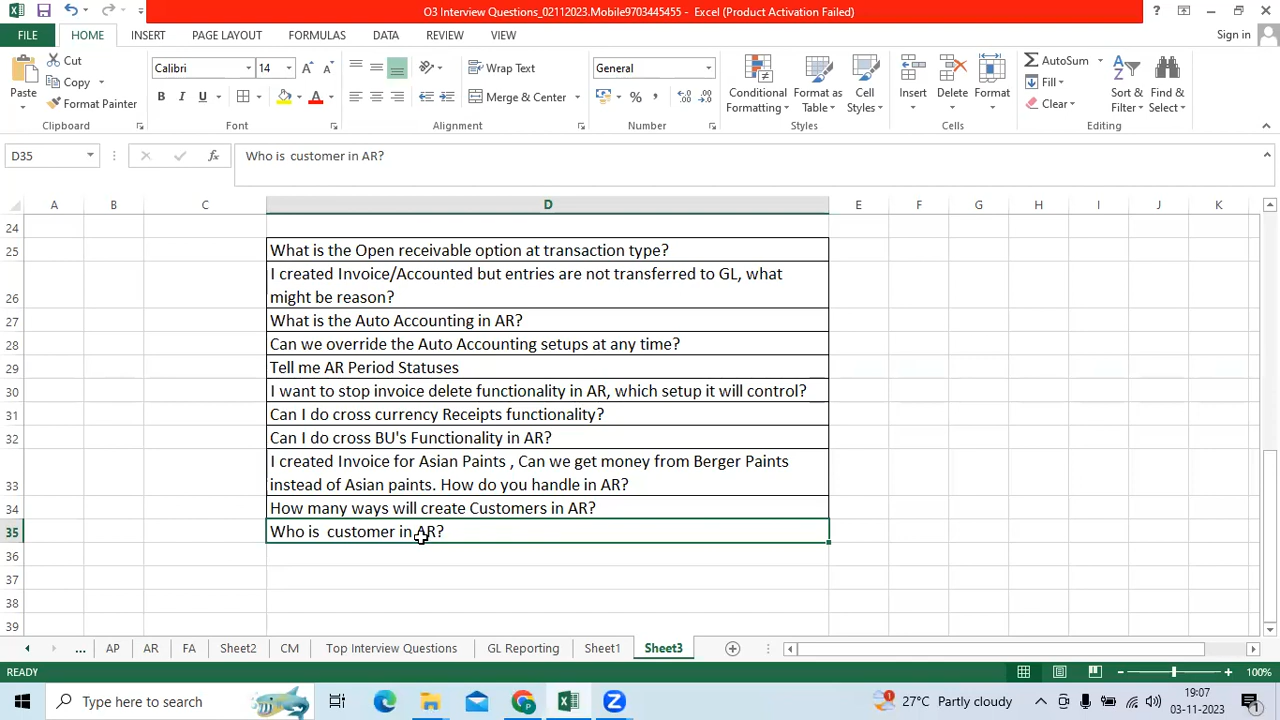 O3 Interview Questions_02112023.Mobile9703445455 - Excel (Product Activation Failed)
?
FILE HOME INSERT PAGE LAYOUT FORMULAS DATA REVIEW VIEW Sign in
Paste
Cut
Copy
Format Painter
Clipboard
Calibri 14
A A
B I U
A
Font
Wrap Text
Merge & Center
Alignment
General
% , .0 .00
Number
Conditional
Formatting
Format as
Table
Cell
Styles
Styles
Insert Delete Format
Cells
AutoSum
Fill
Clear
Sort &
Filter
Find &
Select
Editing
D35 fx Who is customer in AR?
A B C D E F G H I J K
24
25 What is the Open receivable option at transaction type?
I created Invoice/Accounted but entries are not transferred to GL, what
26 might be reason?
27 What is the Auto Accounting in AR?
28 Can we override the Auto Accounting setups at any time?
29 Tell me AR Period Statuses
30 I want to stop invoice delete functionality in AR, which setup it will control?
31 Can I do cross currency Receipts functionality?
32 Can I do cross BU's Functionality in AR?
I created Invoice for Asian Paints , Can we get money from Berger Paints
33 instead of Asian paints. How do you handle in AR?
34 How many ways will create Customers in AR?
35 Who is customer in AR?
36
37
38
39
... AP AR FA Sheet2 CM Top Interview Questions GL Reporting Sheet1 Sheet3
READY 100%
Type here to search
27°C Partly cloudy
19:07
03-11-2023
1